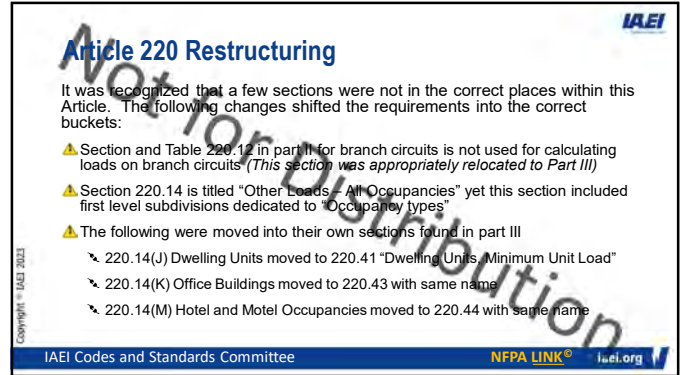 IAEI
Article 220 Restructuring
It was recognized that a few sections were not in the correct places within this
Article. The following changes shifted the requirements into the correct
buckets:
Section and Table 220.12 in part II for branch circuits is not used for calculating
loads on branch circuits (This section was appropriately relocated to Part III)
Section 220.14 is titled "Other Loads – All Occupancies" yet this section included
first level subdivisions dedicated to "Occupancy types"
The following were moved into their own sections found in part III
220.14(J) Dwelling Units moved to 220.41 "Dwelling Units, Minimum Unit Load"
220.14(K) Office Buildings moved to 220.43 with same name
220.14(M) Hotel and Motel Occupancies moved to 220.44 with same name
Not for Distribution
Copyright © IAEI 2023
IAEI Codes and Standards Committee
NFPA LINK©
iaei.org